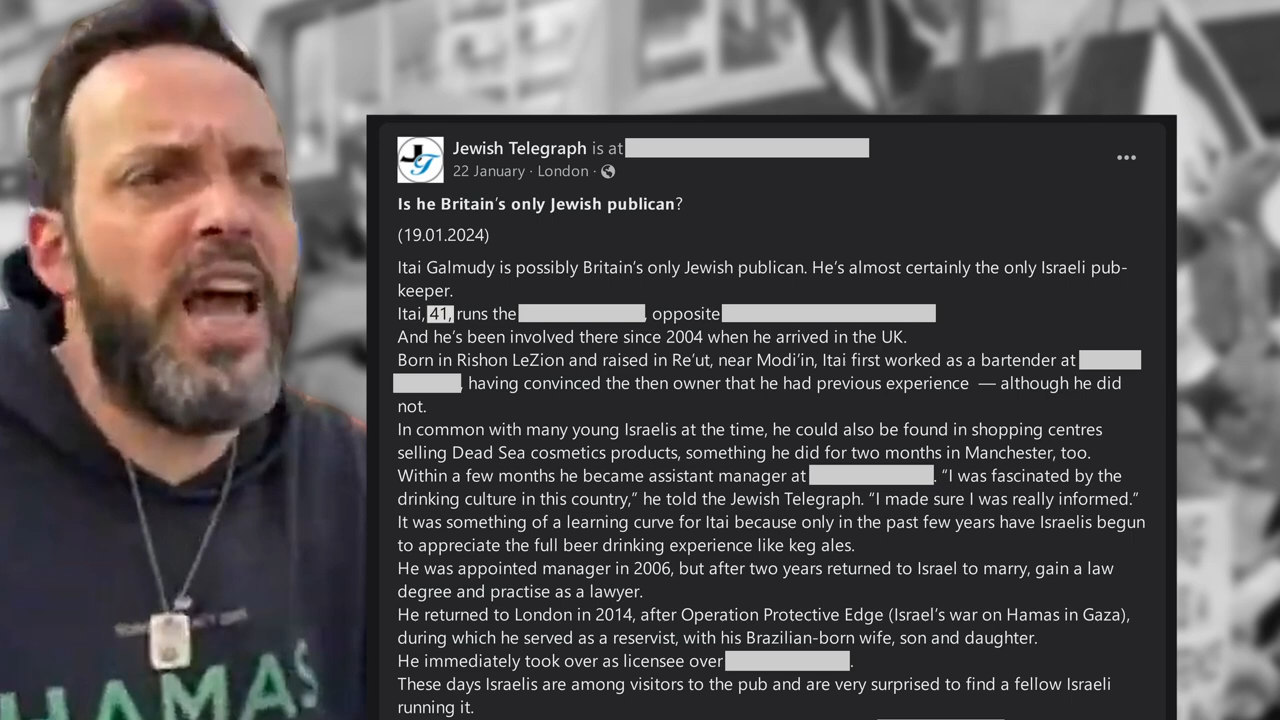 Jewish Telegraph is at
22 January · London ·
Is he Britain's only Jewish publican?
(19.01.2024)
Itai Galmudy is possibly Britain's only Jewish publican. He's almost certainly the only Israeli pub-
keeper.
Itai, 41, runs the , opposite
And he's been involved there since 2004 when he arrived in the UK.
Born in Rishon LeZion and raised in Re'ut, near Modi'in, Itai first worked as a bartender at
, having convinced the then owner that he had previous experience — although he did
not.
In common with many young Israelis at the time, he could also be found in shopping centres
selling Dead Sea cosmetics products, something he did for two months in Manchester, too.
Within a few months he became assistant manager at . “I was fascinated by the
drinking culture in this country,” he told the Jewish Telegraph. “I made sure I was really informed.”
It was something of a learning curve for Itai because only in the past few years have Israelis begun
to appreciate the full beer drinking experience like keg ales.
He was appointed manager in 2006, but after two years returned to Israel to marry, gain a law
degree and practise as a lawyer.
He returned to London in 2014, after Operation Protective Edge (Israel's war on Hamas in Gaza),
during which he served as a reservist, with his Brazilian-born wife, son and daughter.
He immediately took over as licensee over .
These days Israelis are among visitors to the pub and are very surprised to find a fellow Israeli
running it.
HAMAS